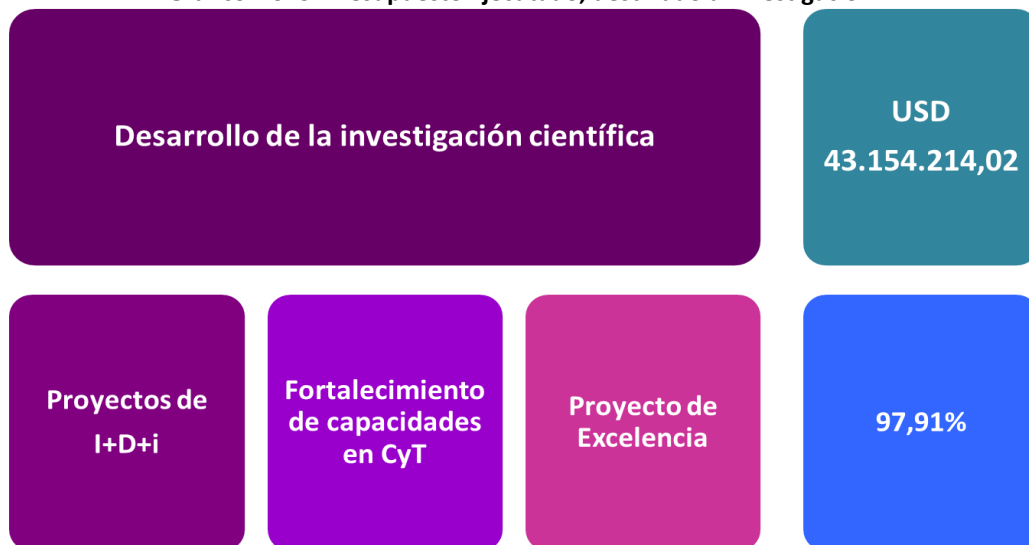 Desarrollo de la investigación científica
USD
43.154.214,02
Proyectos de
I+D+i
Fortalecimiento
de capacidades
en CyT
Proyecto de
Excelencia
97,91%